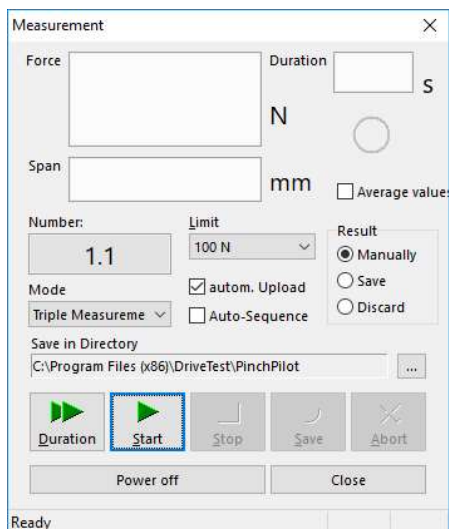 Measurement
Force
Duration
s
N
Span
mm
Average values
Number:
1.1
Limit
100 N
Result
Manually
Save
Discard
Mode
Triple Measureme
autom. Upload
Auto-Sequence
Save in Directory
C:\Program Files (x86)\DriveTest\PinchPilot
...
Duration
Start
Stop
Save
Abort
Power off
Close
Ready